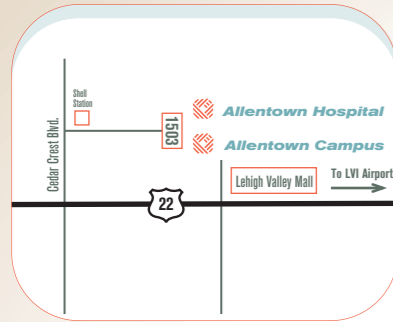 Shell
Station
Cedar Crest Blvd.
1503
Allentown Hospital
Allentown Campus
Lehigh Valley Mall
To LVI Airport
22